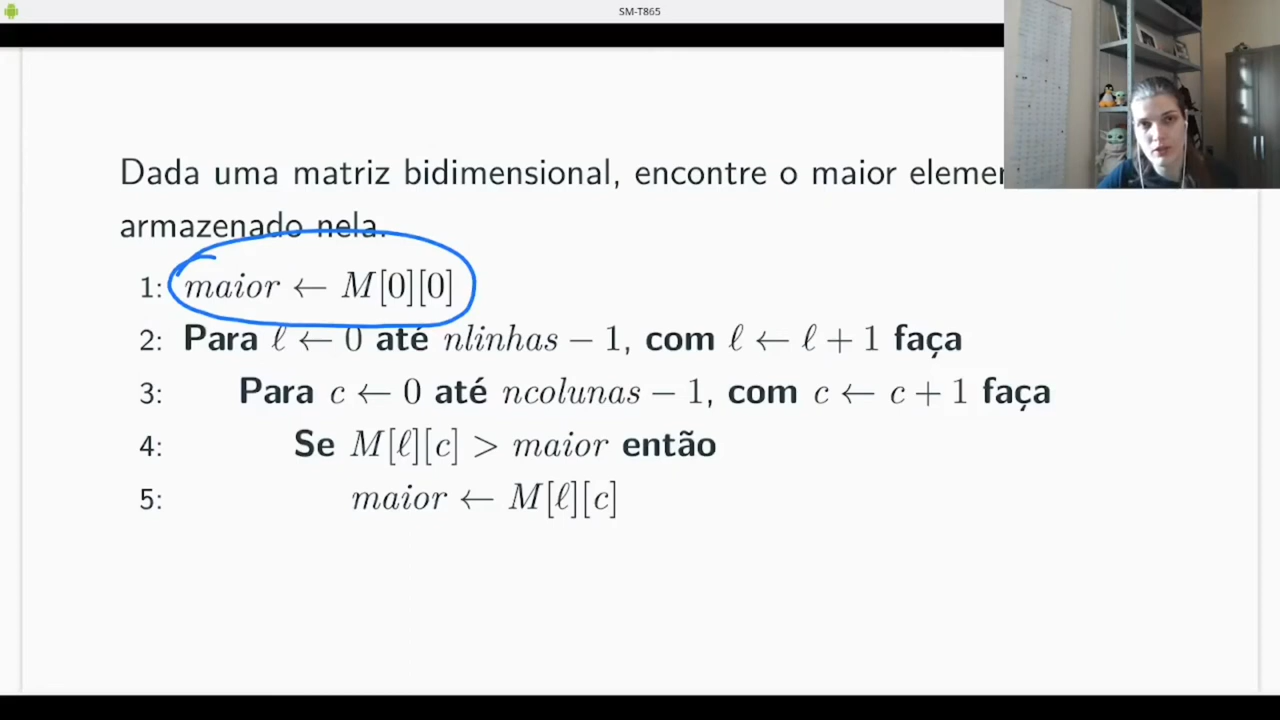 SM-T865
Dada uma matriz bidimensional, encontre o maior
armazenado nela.
1: maior ← M[0][0]
2: Para ℓ ← 0 até nlinhas − 1, com ℓ ← ℓ + 1 faça
3: Para c ← 0 até ncolunas − 1, com c ← c + 1 faça
4: Se M[ℓ][c] > maior então
5: maior ← M[ℓ][c]